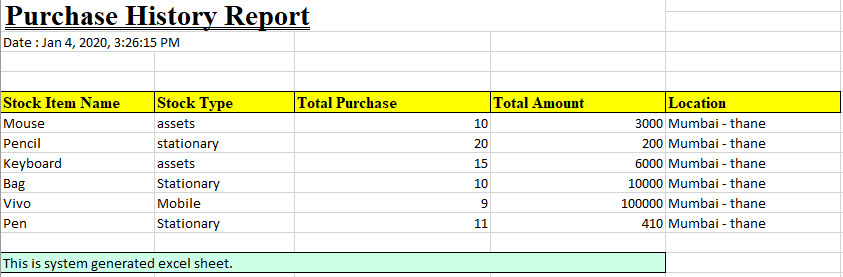 Purchase History Report
Date : Jan 4, 2020, 3:26:15 PM
Stock Item Name Stock Type Total Purchase Total Amount Location
Mouse assets 10 3000 Mumbai - thane
Pencil stationary 20 200 Mumbai - thane
Keyboard assets 15 6000 Mumbai - thane
Bag Stationary 10 10000 Mumbai - thane
Vivo Mobile 9 100000 Mumbai - thane
Pen Stationary 11 410 Mumbai - thane
This is system generated excel sheet.